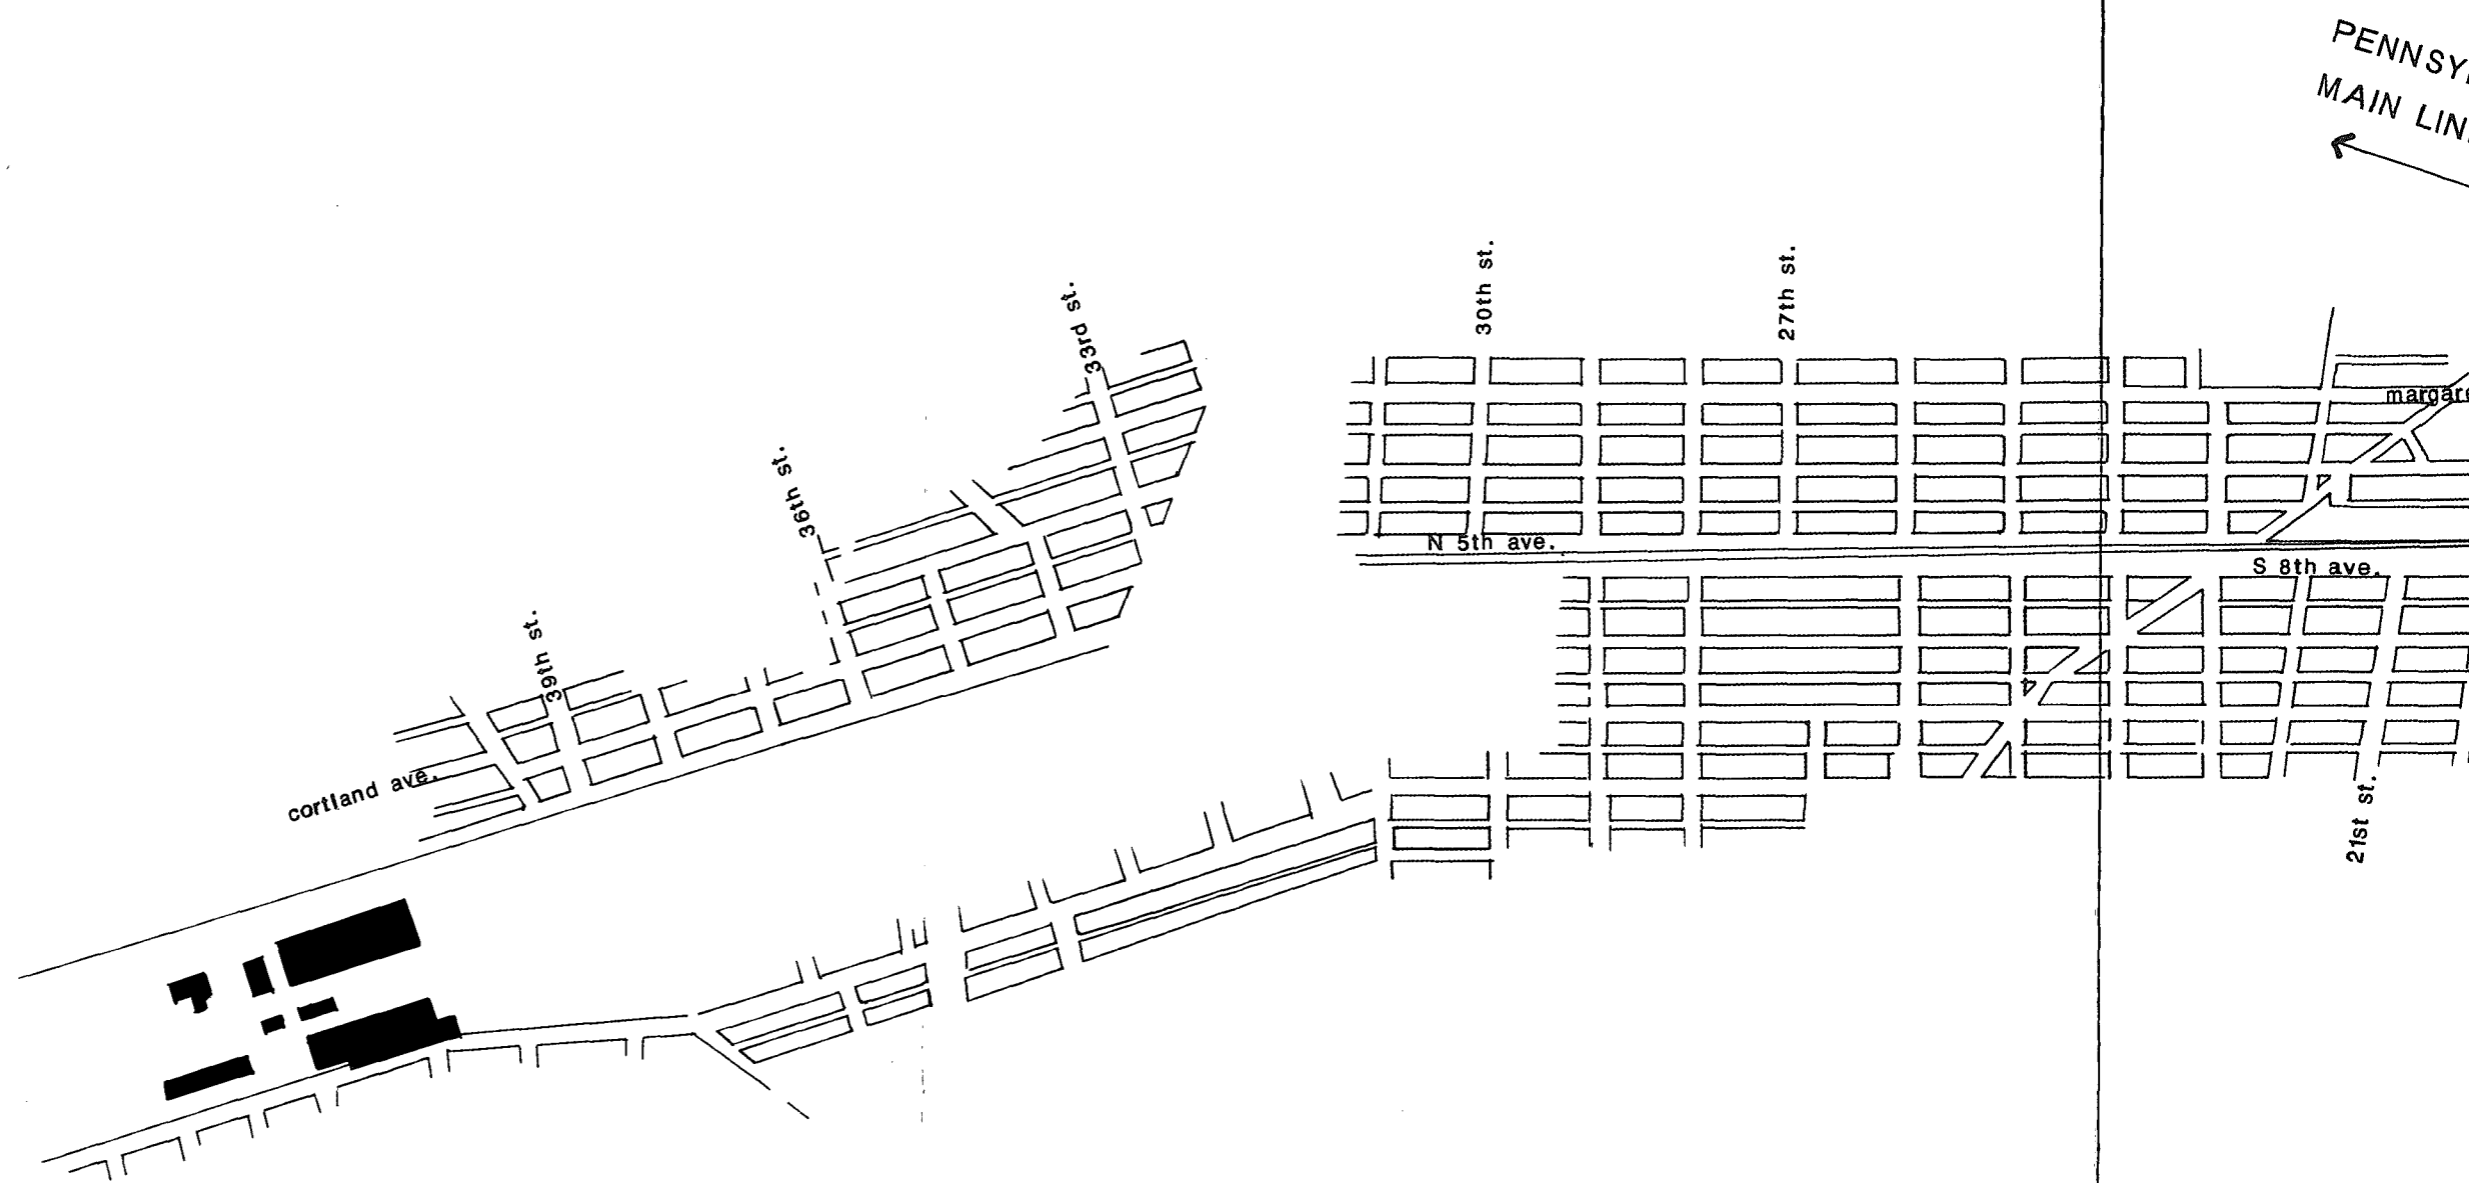 PENNSY
MAIN LIN
30th st.
27th st.
33rd st.
margare
36th st.
N 5th ave.
S 8th ave.
39th st.
cortland ave.
21st st.